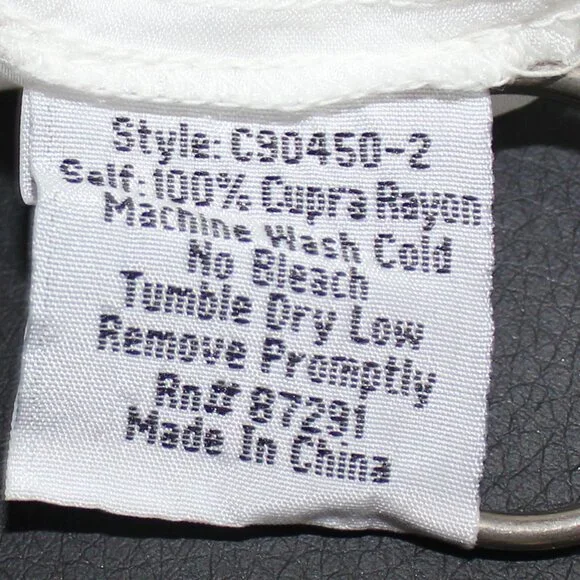 Style: C90450-2
Self: 100% Cupra Rayon
Machine Wash Cold
No Bleach
Tumble Dry Low
Remove Promptly
Rn# 87291
Made In China